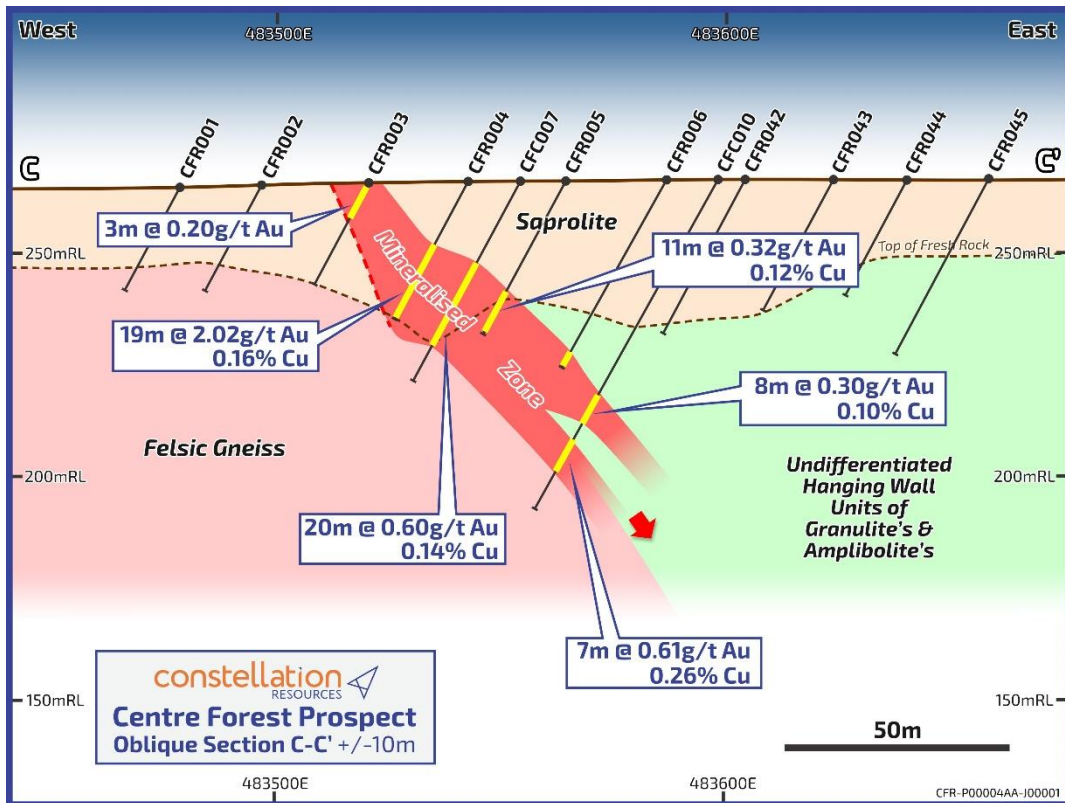 West
483500E
483600E
East
CFR001
CFR002
CFR003
CFR004
CFC007
CFR005
CFR006
CFC010
CFR042
CFR043
CFR044
CFR045
C
C'
3m @ 0.20g/t Au
Saprolite
Mineralised
Zone
11m @ 0.32g/t Au
0.12% Cu
Top of Fresh Rock
250mRL
250mRL
19m @ 2.02g/t Au
0.16% Cu
8m @ 0.30g/t Au
0.10% Cu
Felsic Gneiss
Undifferentiated
Hanging Wall
Units of
Granulite's &
Amplibolite's
200mRL
200mRL
20m @ 0.60g/t Au
0.14% Cu
7m @ 0.61g/t Au
0.26% Cu
150mRL
150mRL
constellation
RESOURCES
Centre Forest Prospect
Oblique Section C-C' +/-10m
50m
483500E
483600E
CFR-P00004AA-J00001